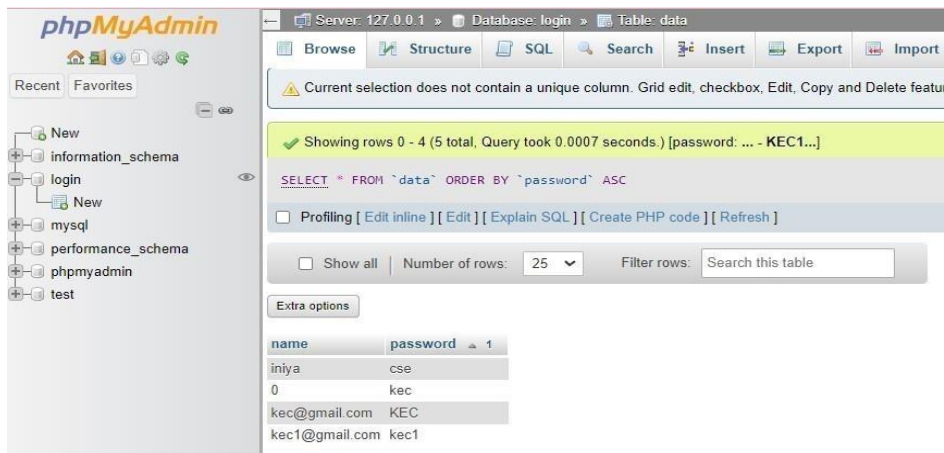 phpMyAdmin
Recent Favorites
New
information_schema
login
New
mysql
performance_schema
phpmyadmin
test
Server: 127.0.0.1 » Database: login » Table: data
Browse Structure SQL Search Insert Export Import
Current selection does not contain a unique column. Grid edit, checkbox, Edit, Copy and Delete featur
Showing rows 0 - 4 (5 total, Query took 0.0007 seconds.) [password: ... - KEC1...]
SELECT * FROM `data` ORDER BY `password` ASC
Profiling [ Edit inline ] [ Edit ] [ Explain SQL ] [ Create PHP code ] [ Refresh ]
Show all | Number of rows: 25 Filter rows: Search this table
Extra options
name password 1
iniya cse
0 kec
kec@gmail.com KEC
kec1@gmail.com kec1